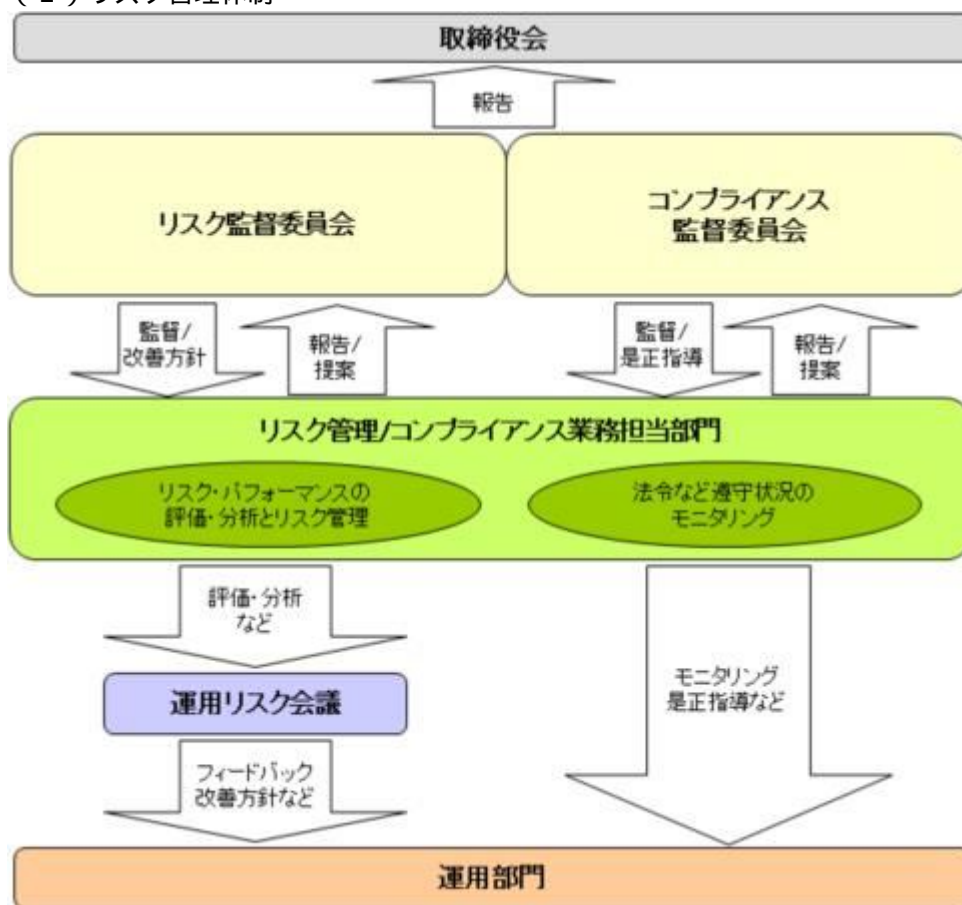 取締役会
報告
リスク監督委員会
コンプライアンス
監督委員会
監督/
改善方針
報告/
提案
監督/
是正指導
報告/
提案
リスク管理/コンプライアンス業務担当部門
リスク・パフォーマンスの
評価・分析とリスク管理
法令など遵守状況の
モニタリング
評価・分析
など
運用リスク会議
モニタリング
是正指導など
フィードバック
改善方針など
運用部門